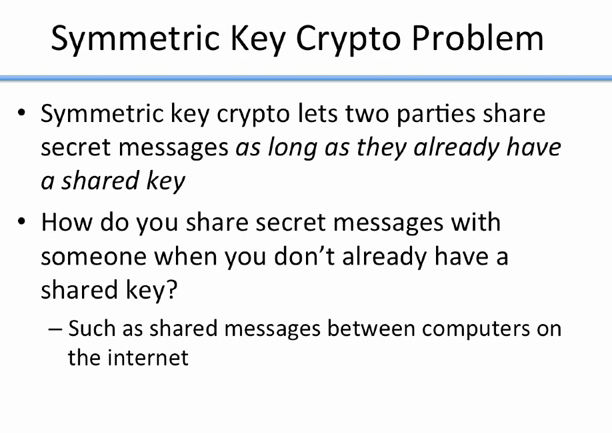 Symmetric Key Crypto Problem
• Symmetric key crypto lets two parties share
secret messages as long as they already have
a shared key
• How do you share secret messages with
someone when you don’t already have a
shared key?
– Such as shared messages between computers on
the internet